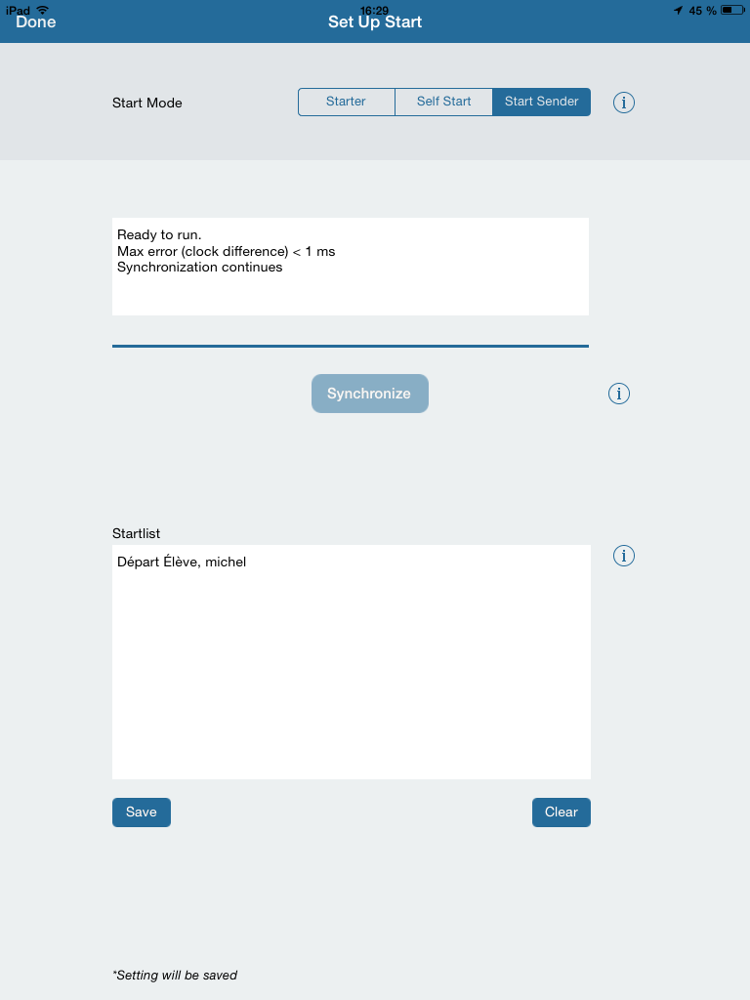 iPad 16:29 45 %
Done Set Up Start
Start Mode Starter Self Start Start Sender i
Ready to run.
Max error (clock difference) < 1 ms
Synchronization continues
Synchronize i
Startlist
Départ Élève, michel i
Save Clear
*Setting will be saved